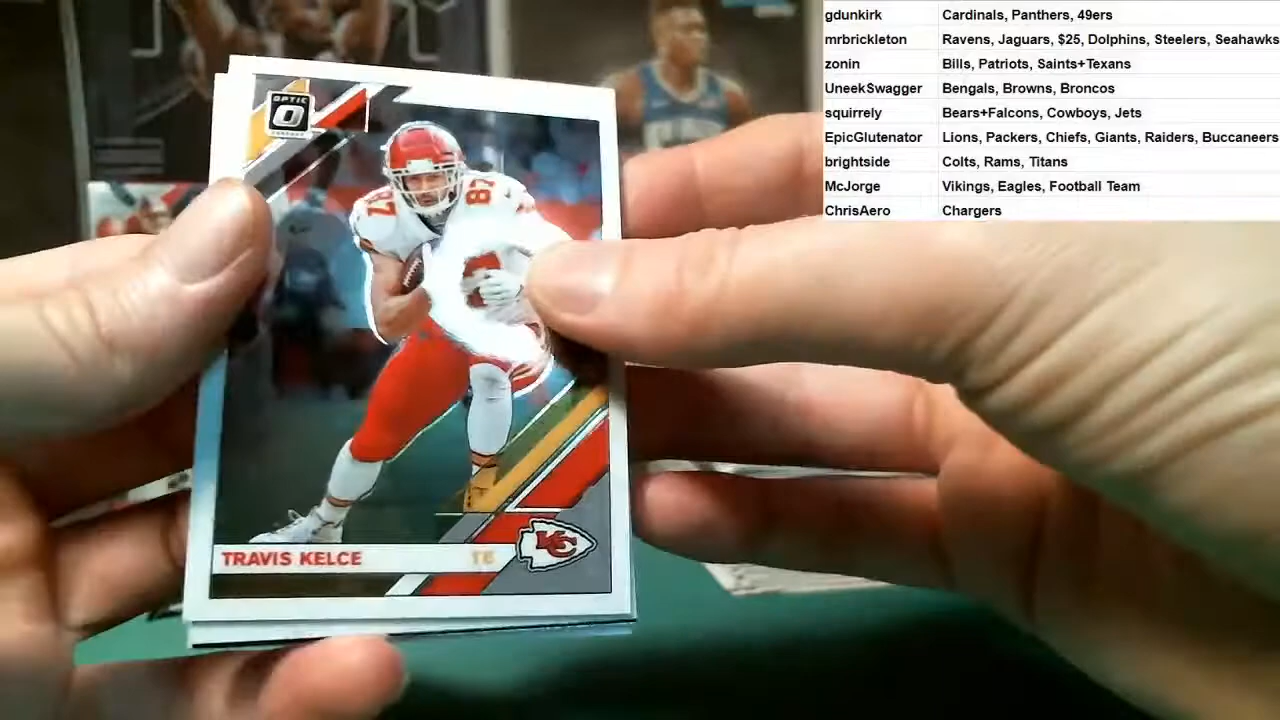 gdunkirk Cardinals, Panthers, 49ers
mrbrickleton Ravens, Jaguars, $25, Dolphins, Steelers, Seahawks
zonin Bills, Patriots, Saints+Texans
UneekSwagger Bengals, Browns, Broncos
squirrely Bears+Falcons, Cowboys, Jets
EpicGlutenator Lions, Packers, Chiefs, Giants, Raiders, Buccaneers
brightside Colts, Rams, Titans
McJorge Vikings, Eagles, Football Team
ChrisAero Chargers
OPTIC
87
87
TRAVIS KELCE TE
KC